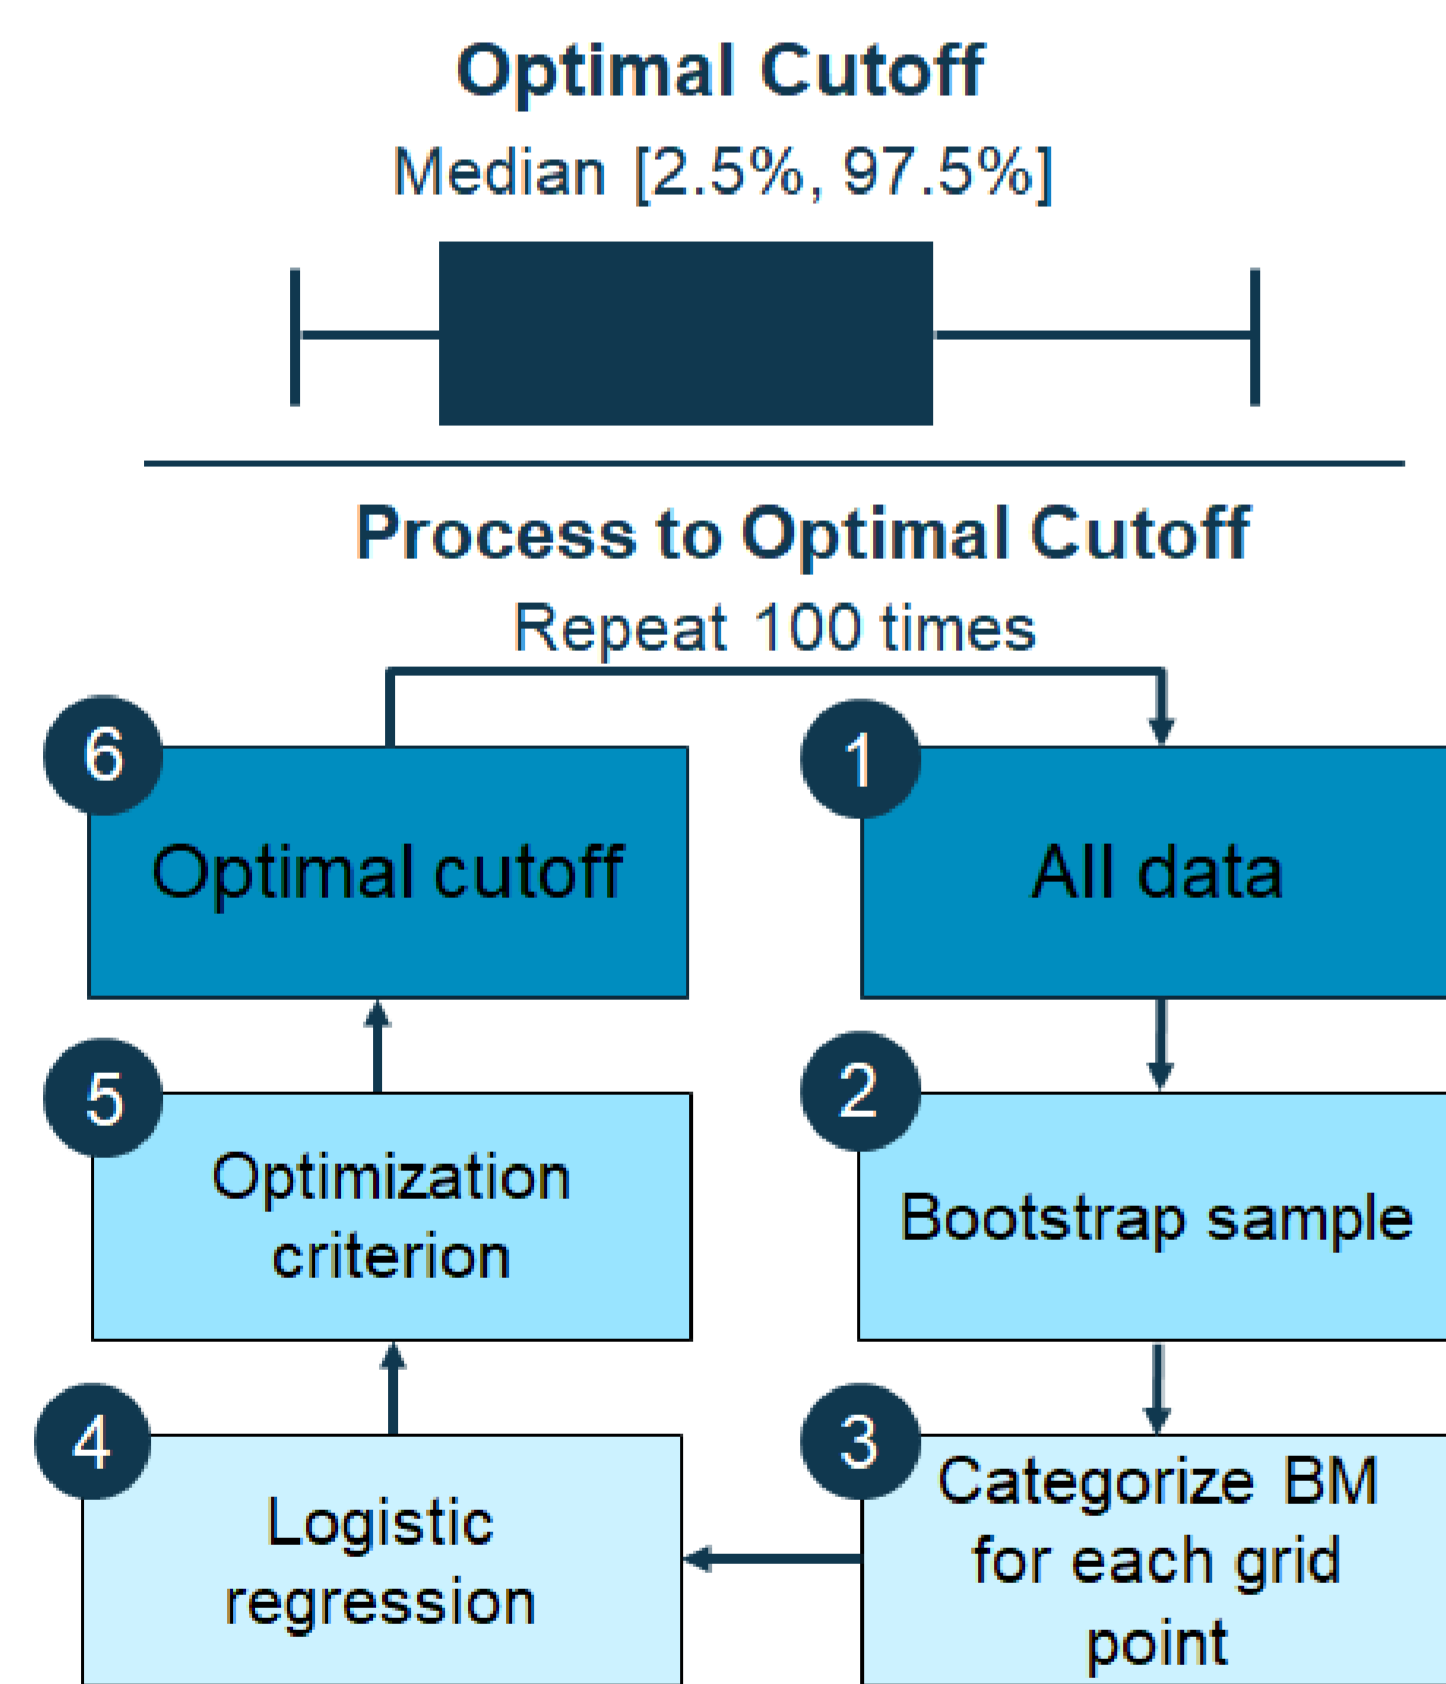 Optimal Cutoff
Median [2.5%, 97.5%]
Process to Optimal Cutoff
Repeat 100 times
1
All data
2
Bootstrap sample
3
Categorize BM
for each grid
point
4
Logistic
regression
5
Optimization
criterion
6
Optimal cutoff